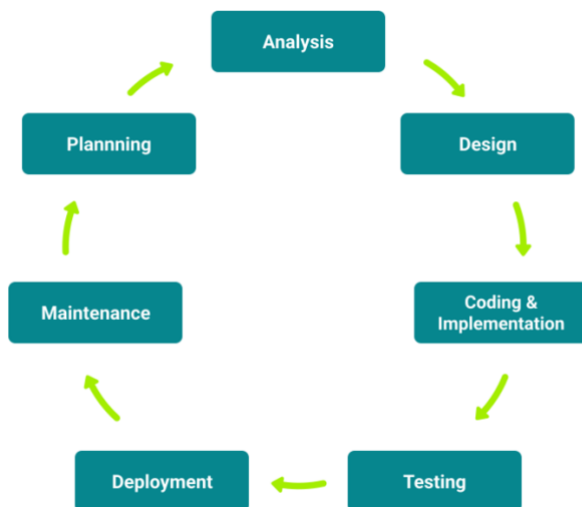 Analysis
Plannning
Design
Maintenance
Coding &
Implementation
Deployment
Testing